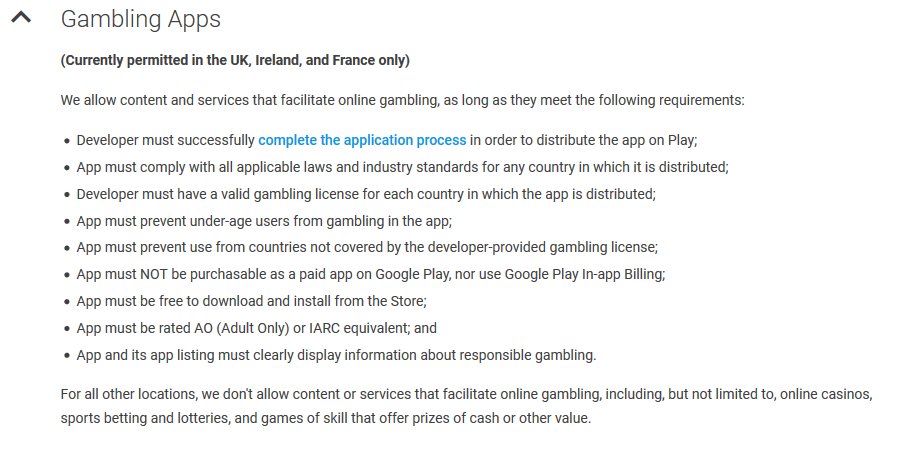 Gambling Apps
(Currently permitted in the UK, Ireland, and France only)
We allow content and services that facilitate online gambling, as long as they meet the following requirements:
• Developer must successfully complete the application process in order to distribute the app on Play;
• App must comply with all applicable laws and industry standards for any country in which it is distributed;
• Developer must have a valid gambling license for each country in which the app is distributed;
• App must prevent under-age users from gambling in the app;
• App must prevent use from countries not covered by the developer-provided gambling license;
• App must NOT be purchasable as a paid app on Google Play, nor use Google Play In-app Billing;
• App must be free to download and install from the Store;
• App must be rated AO (Adult Only) or IARC equivalent; and
• App and its app listing must clearly display information about responsible gambling.
For all other locations, we don't allow content or services that facilitate online gambling, including, but not limited to, online casinos,
sports betting and lotteries, and games of skill that offer prizes of cash or other value.